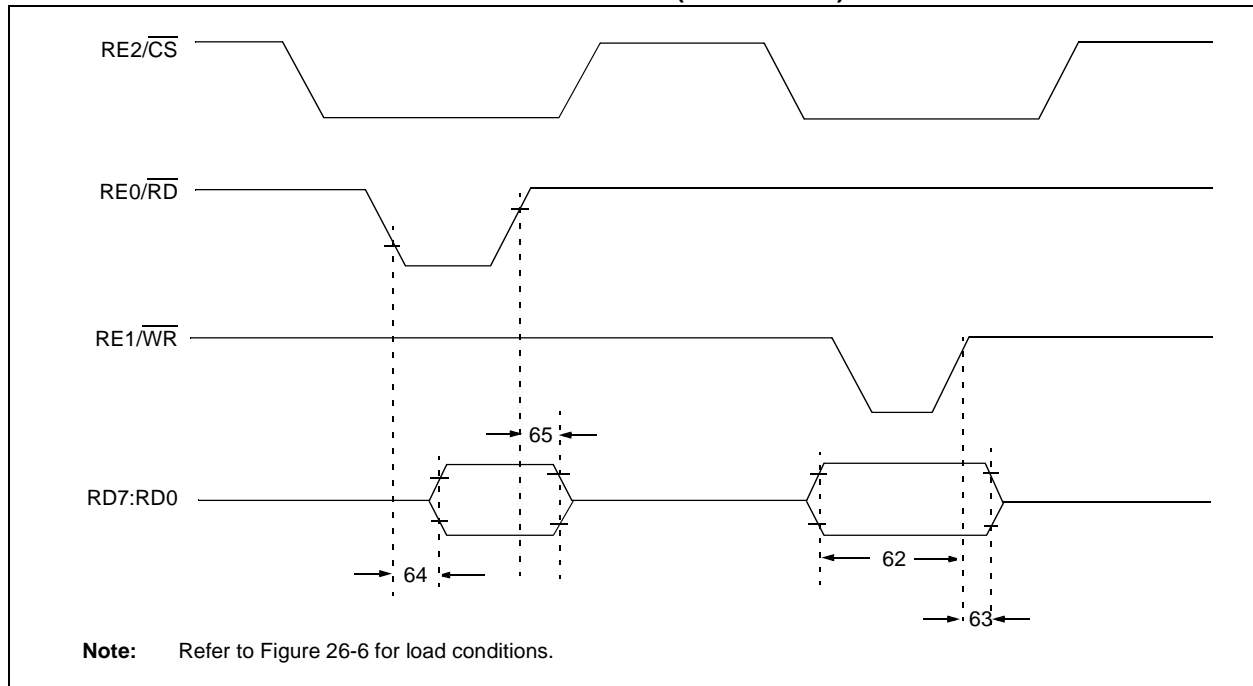 RE2/CS
RE0/RD
RE1/WR
65
RD7:RD0
62
64
63
Note: Refer to Figure 26-6 for load conditions.